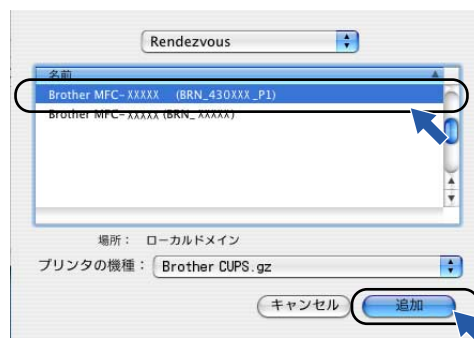 Rendezvous
名前
Brother MFC-XXXXX (BRN_430XXX_P1)
Brother MFC-XXXXX (BRN_XXXXX)
場所： ローカルドメイン
プリンタの機種： Brother CUPS.gz
キャンセル 追加